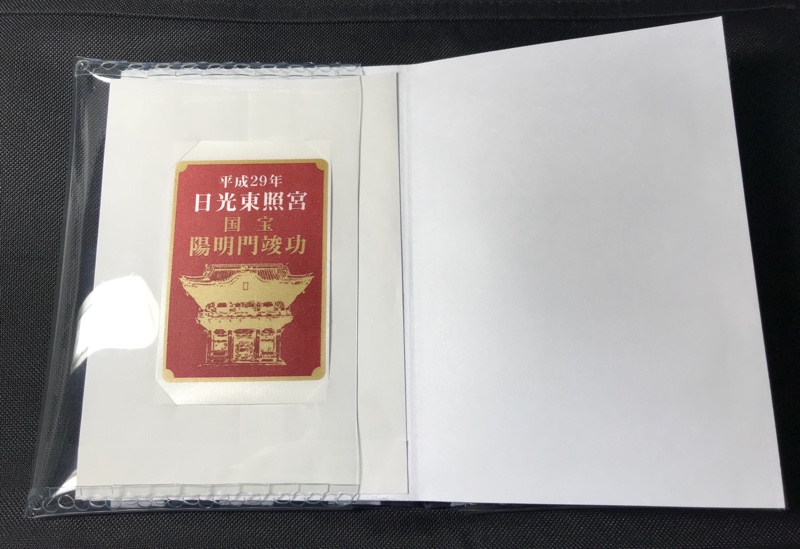 平成29年
日光東照宮
国宝
陽明門竣功